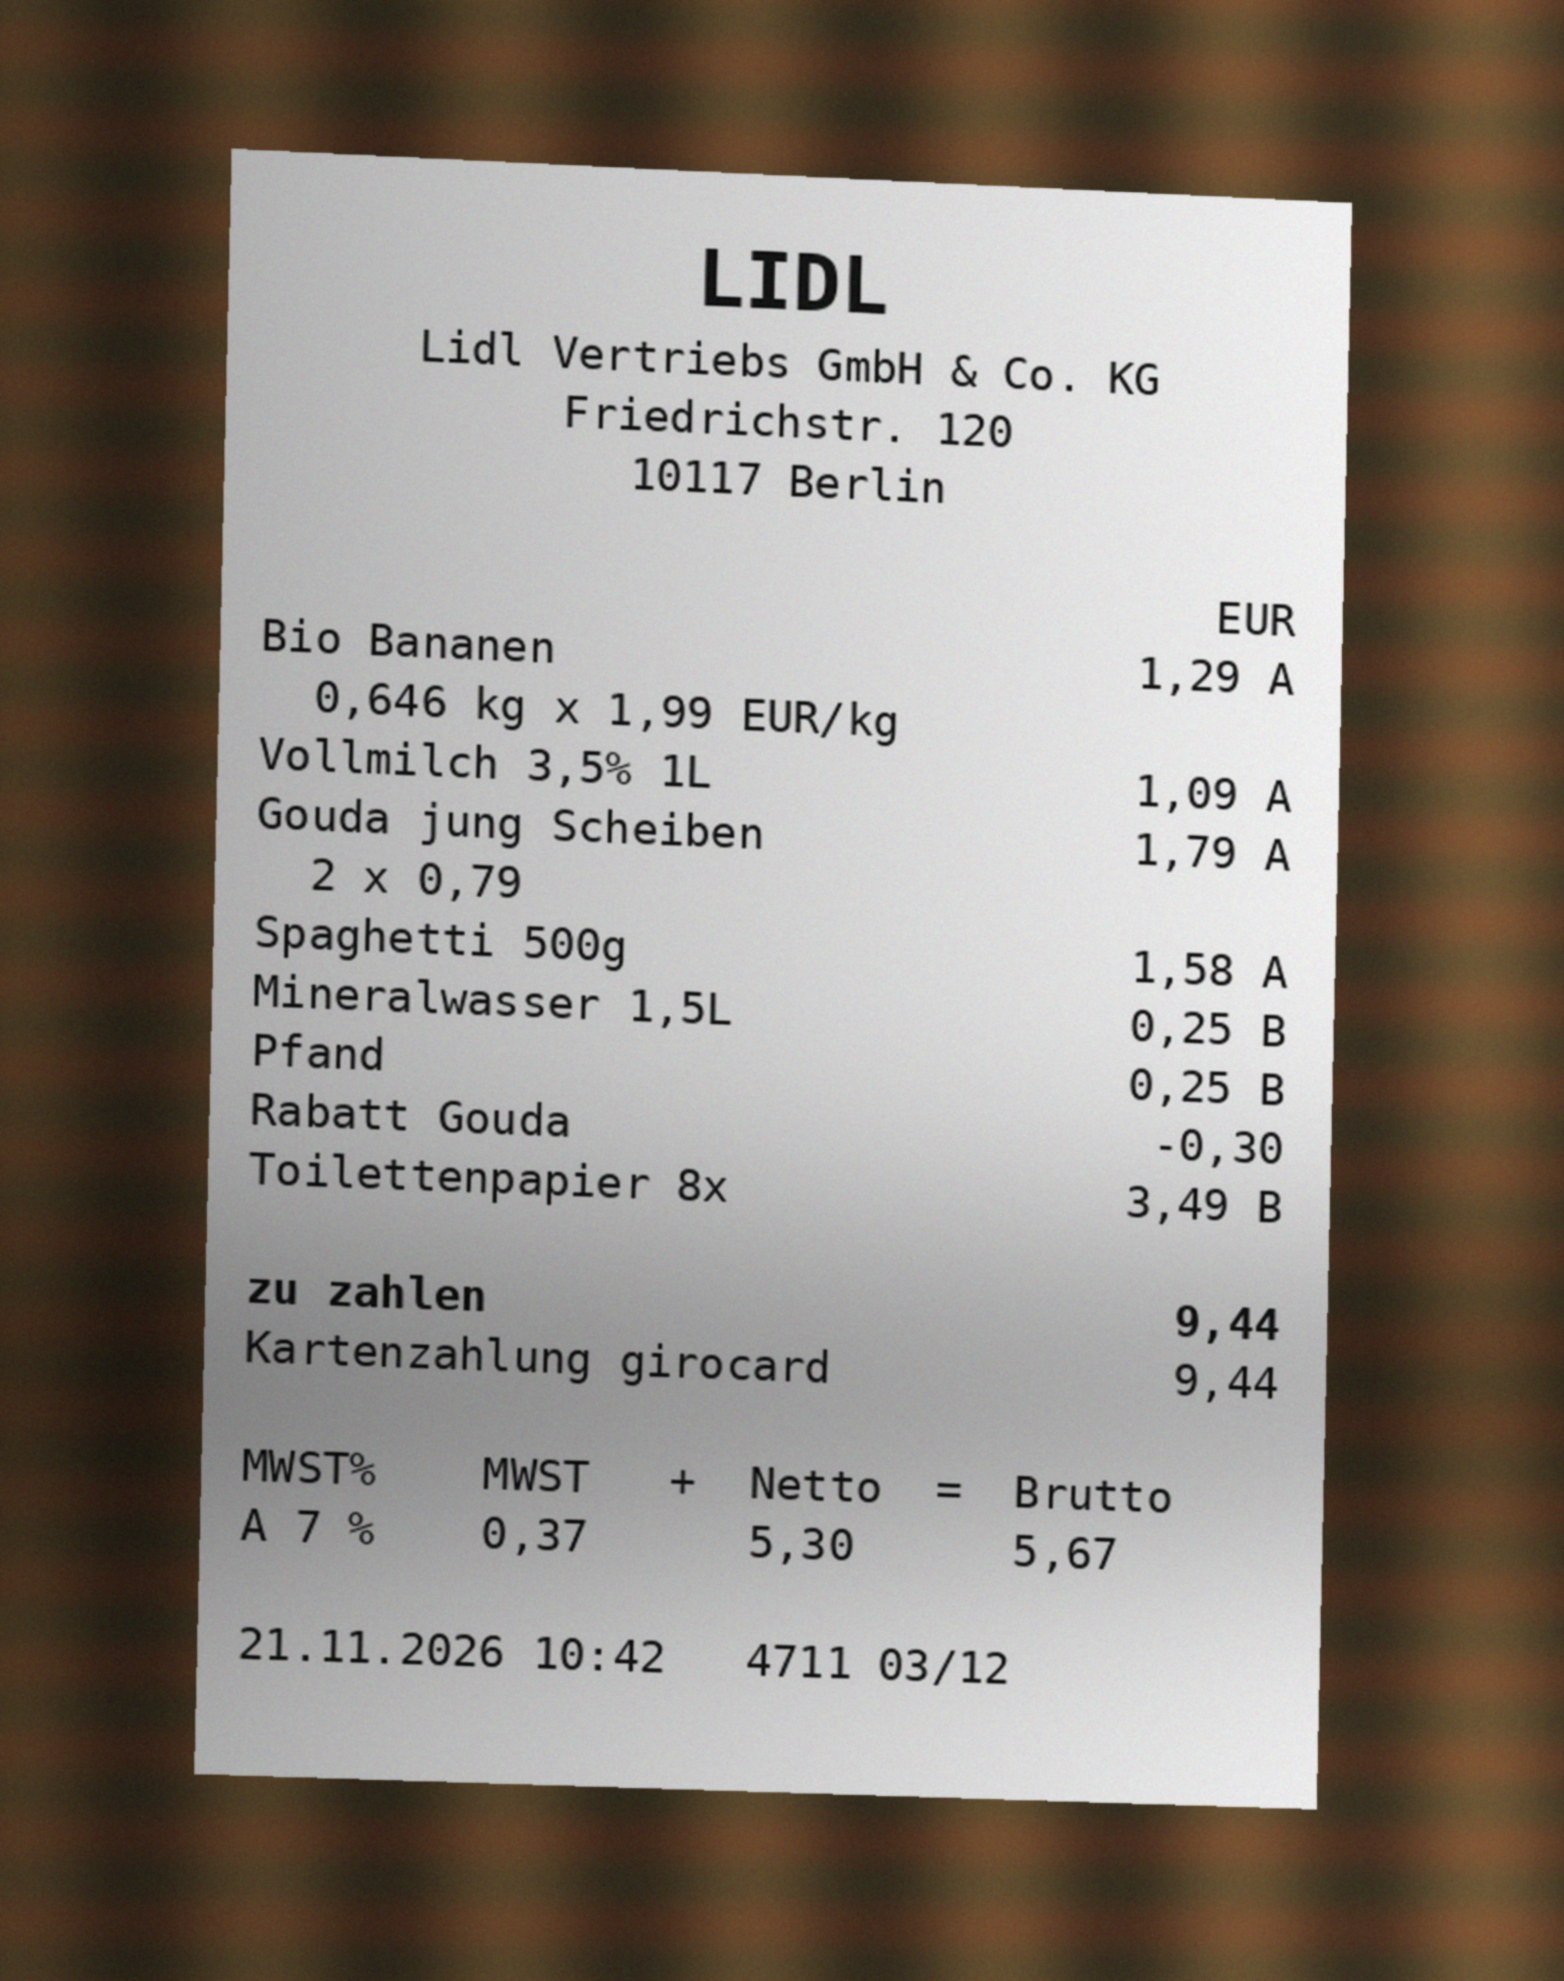 LIDL
Lidl Vertriebs GmbH & Co. KG
Friedrichstr. 120
10117 Berlin
EUR
Bio Bananen 1,29 A
0,646 kg x 1,99 EUR/kg
Vollmilch 3,5% 1L 1,09 A
Gouda jung Scheiben 1,79 A
2 x 0,79
Spaghetti 500g 1,58 A
Mineralwasser 1,5L 0,25 B
Pfand 0,25 B
Rabatt Gouda -0,30
Toilettenpapier 8x 3,49 B
zu zahlen 9,44
Kartenzahlung girocard 9,44
MWST% MWST + Netto = Brutto
A 7 % 0,37 5,30 5,67
21.11.2026 10:42 4711 03/12